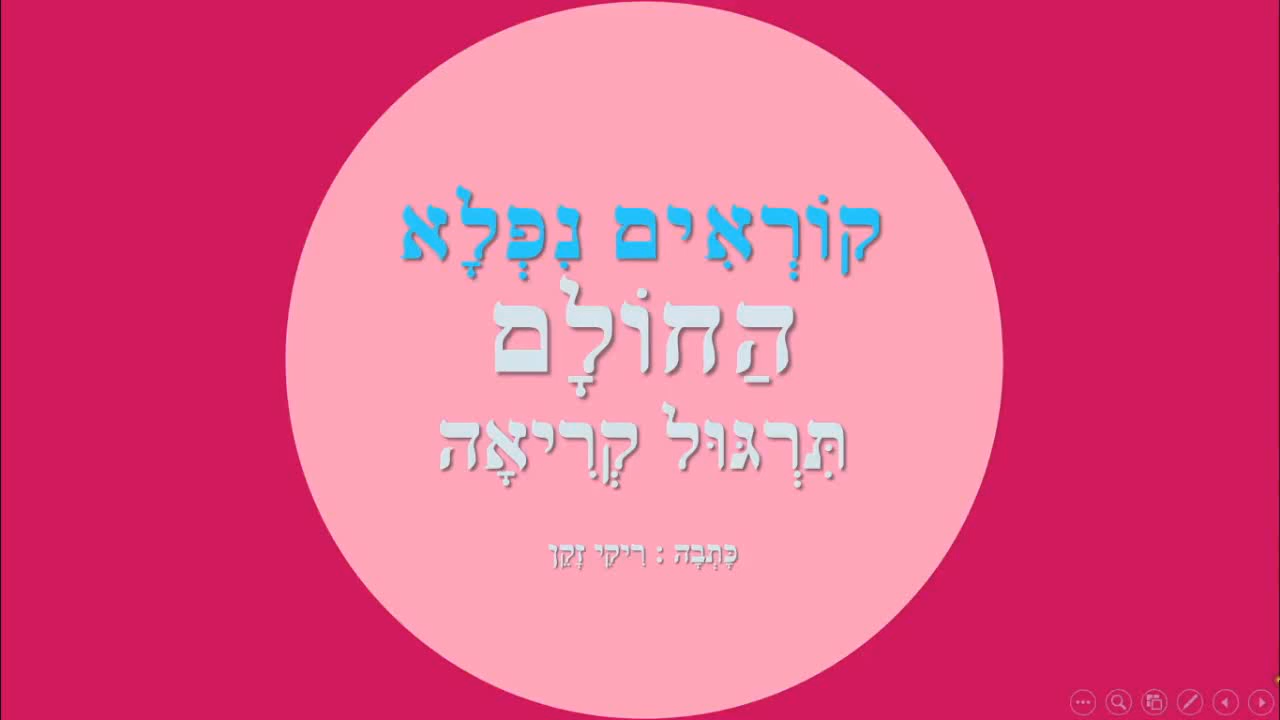 קוֹרְאִים נִפְלָא
הַחוֹלָם
תִּרְגּוּל קְרִיאָה
כָּתְבָה : רִיקִי זָקֵן